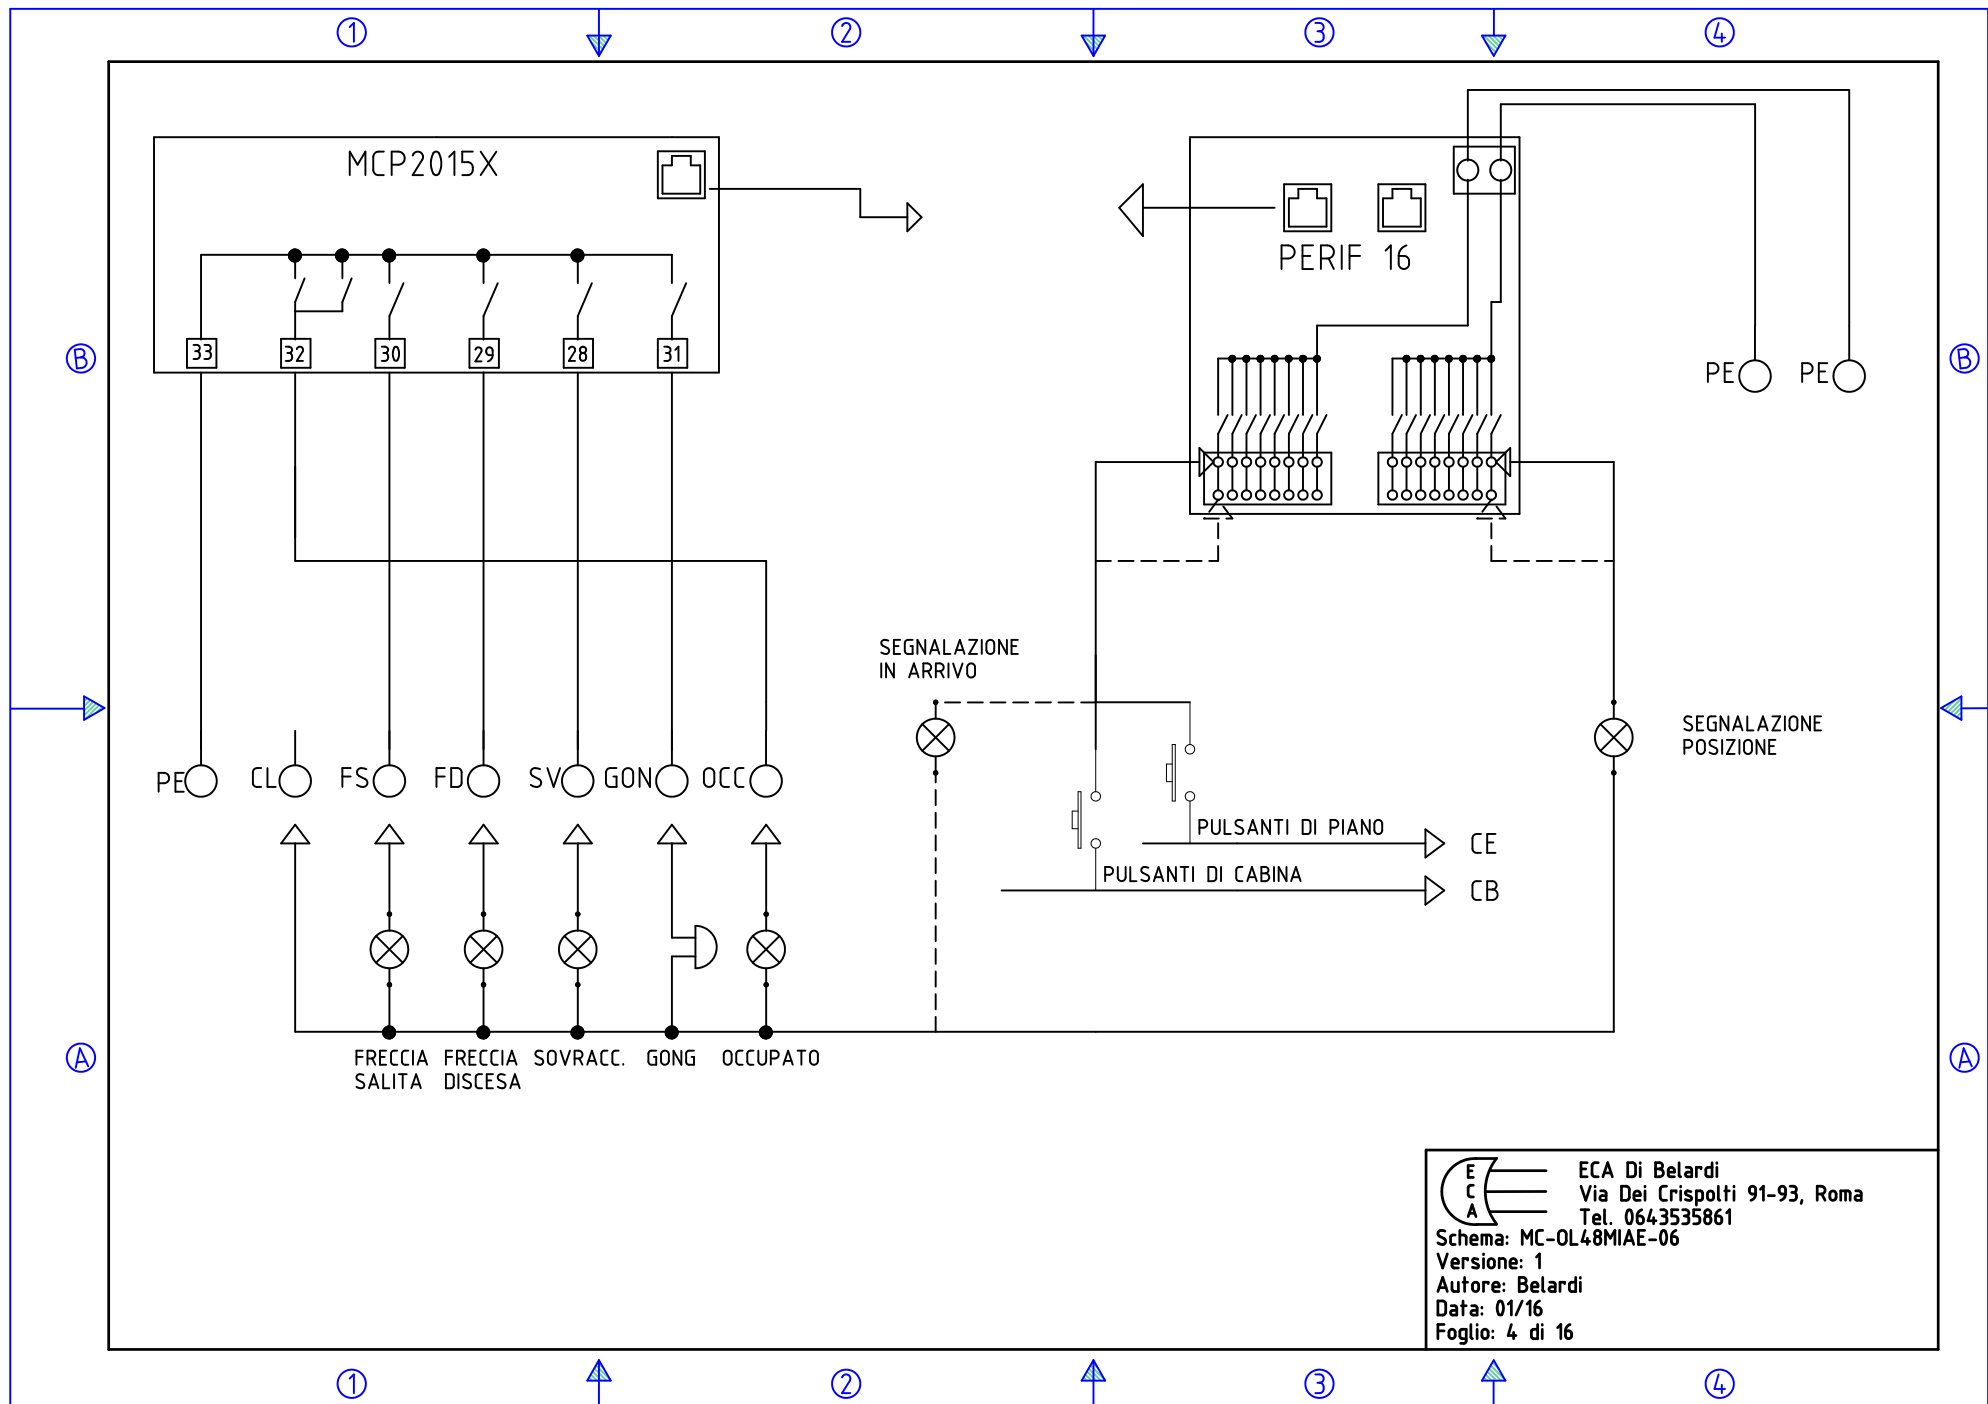 1 2 3 4
MCP2015X
PERIF 16
33 32 30 29 28 31
B
B
PE PE
SEGNALAZIONE
IN ARRIVO
SEGNALAZIONE
POSIZIONE
PE CL FS FD SV GON OCC
PULSANTI DI PIANO CE
PULSANTI DI CABINA CB
FRECCIA
SALITA
FRECCIA
DISCESA
SOVRACC.
GONG
OCCUPATO
A
A
E
C
A
ECA Di Belardi
Via Dei Crispolti 91-93, Roma
Tel. 0643535861
Schema: MC-OL48MIAE-06
Versione: 1
Autore: Belardi
Data: 01/16
Foglio: 4 di 16
1 2 3 4